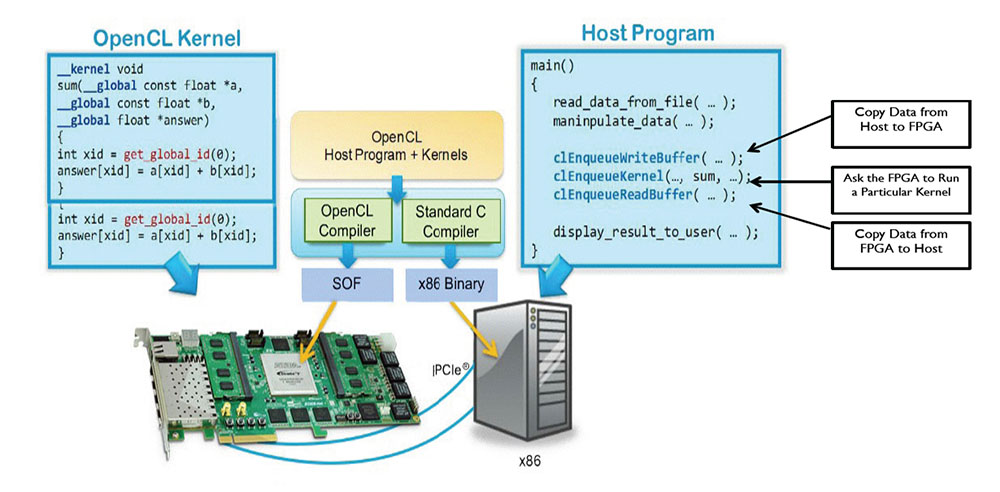 OpenCL Kernel
__kernel void
sum(__global const float *a,
__global const float *b,
__global float *answer)
{
int xid = get_global_id(0);
answer[xid] = a[xid] + b[xid];
}
{
int xid = get_global_id(0);
answer[xid] = a[xid] + b[xid];
}
OpenCL
Host Program + Kernels
OpenCL
Compiler
Standard C
Compiler
SOF
x86 Binary
Host Program
main()
{
read_data_from_file( … );
maninpulate_data( … );
clEnqueueWriteBuffer( … );
clEnqueueKernel(…, sum, …);
clEnqueueReadBuffer( … );
display_result_to_user( … );
}
Copy Data from
Host to FPGA
Ask the FPGA to Run
a Particular Kernel
Copy Data from
FPGA to Host
PCIe®
x86